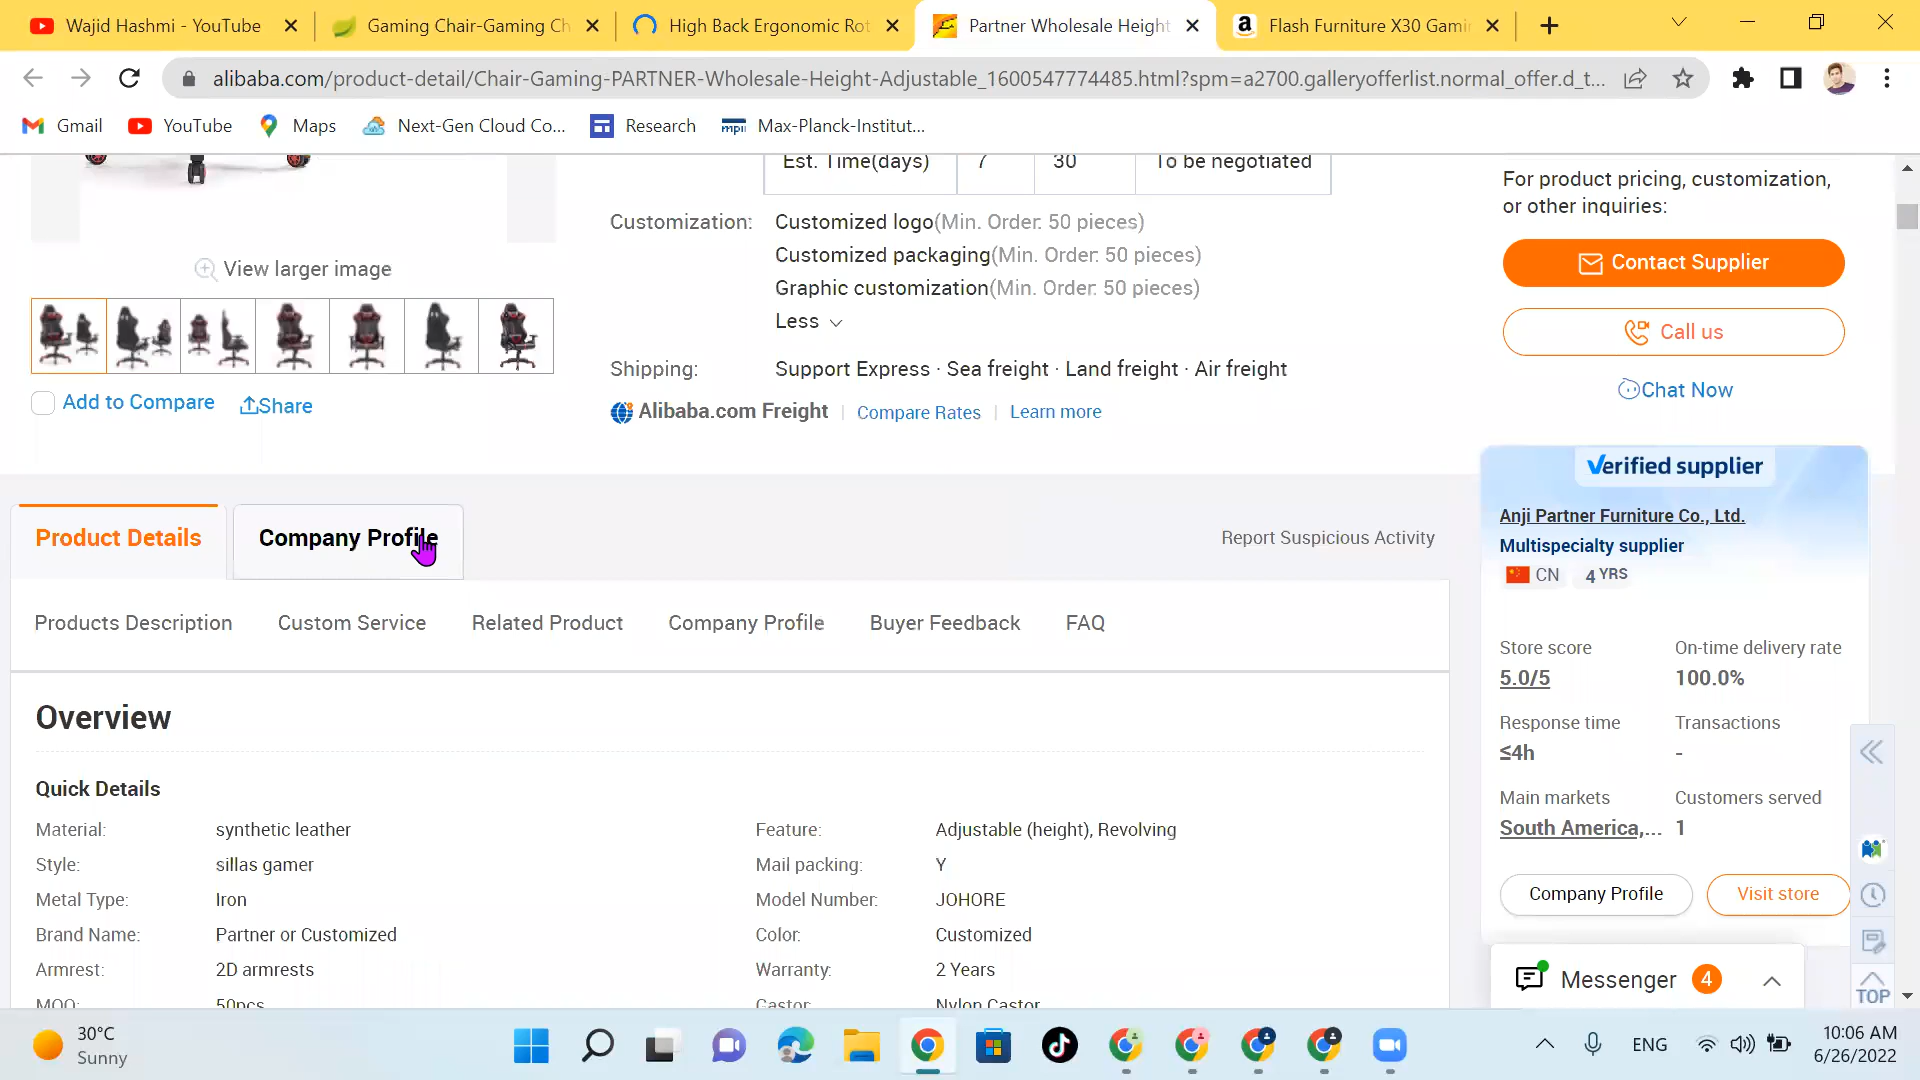 Wajid Hashmi - YouTube
Gaming Chair-Gaming Ch
High Back Ergonomic Rot
Partner Wholesale Height
Flash Furniture X30 Gami
alibaba.com/product-detail/Chair-Gaming-PARTNER-Wholesale-Height-Adjustable_1600547774485.html?spm=a2700.galleryofferlist.normal_offer.d_t...
Gmail
YouTube
Maps
Next-Gen Cloud Co...
Research
Max-Planck-Institut...
Est. Time(days) 7 30 To be negotiated
For product pricing, customization,
or other inquiries:
Customization: Customized logo(Min. Order: 50 pieces)
Customized packaging(Min. Order: 50 pieces)
Graphic customization(Min. Order: 50 pieces)
Less
Contact Supplier
Call us
Chat Now
View larger image
Add to Compare
Share
Shipping: Support Express · Sea freight · Land freight · Air freight
Alibaba.com Freight | Compare Rates | Learn more
Verified supplier
Anji Partner Furniture Co., Ltd.
Multispecialty supplier
CN 4 YRS
Product Details
Company Profile
Report Suspicious Activity
Products Description
Custom Service
Related Product
Company Profile
Buyer Feedback
FAQ
Store score On-time delivery rate
5.0/5 100.0%
Response time Transactions
≤4h -
Main markets Customers served
South America,... 1
Company Profile
Visit store
Overview
Quick Details
Material: synthetic leather Feature: Adjustable (height), Revolving
Style: sillas gamer Mail packing: Y
Metal Type: Iron Model Number: JOHORE
Brand Name: Partner or Customized Color: Customized
Armrest: 2D armrests Warranty: 2 Years
MOQ: 50pcs Castor: Nylon Castor
Messenger 4
TOP
30°C
Sunny
ENG
10:06 AM
6/26/2022